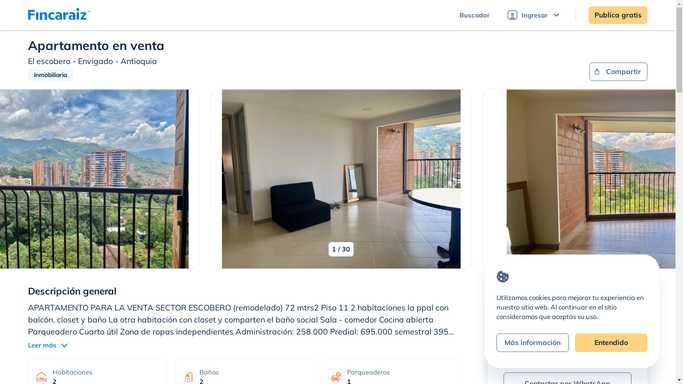 Fincaraiz
Buscador
Ingresar
Publica gratis
Apartamento en venta
El escobero - Envigado - Antioquia
Inmobiliaria
Compartir
1 / 30
Descripción general
APARTAMENTO PARA LA VENTA SECTOR ESCOBERO (remodelado) 72 mtrs2 Piso 11 2 habitaciones la ppal con
balcón, closet y baño La otra habitación con closet y comparten el baño social Sala - comedor Cocina abierta
Parqueadero Cuarto útil Zona de ropas independientes Administración: 258.000 Predial: 695.000 semestral 395...
Leer más
Habitaciones
2
Baños
2
Parqueaderos
1
Utilizamos cookies para mejorar tu experiencia en
nuestro sitio web. Al continuar en el sitio
consideramos que aceptas su uso.
Más información
Entendido
Contactar por WhatsApp